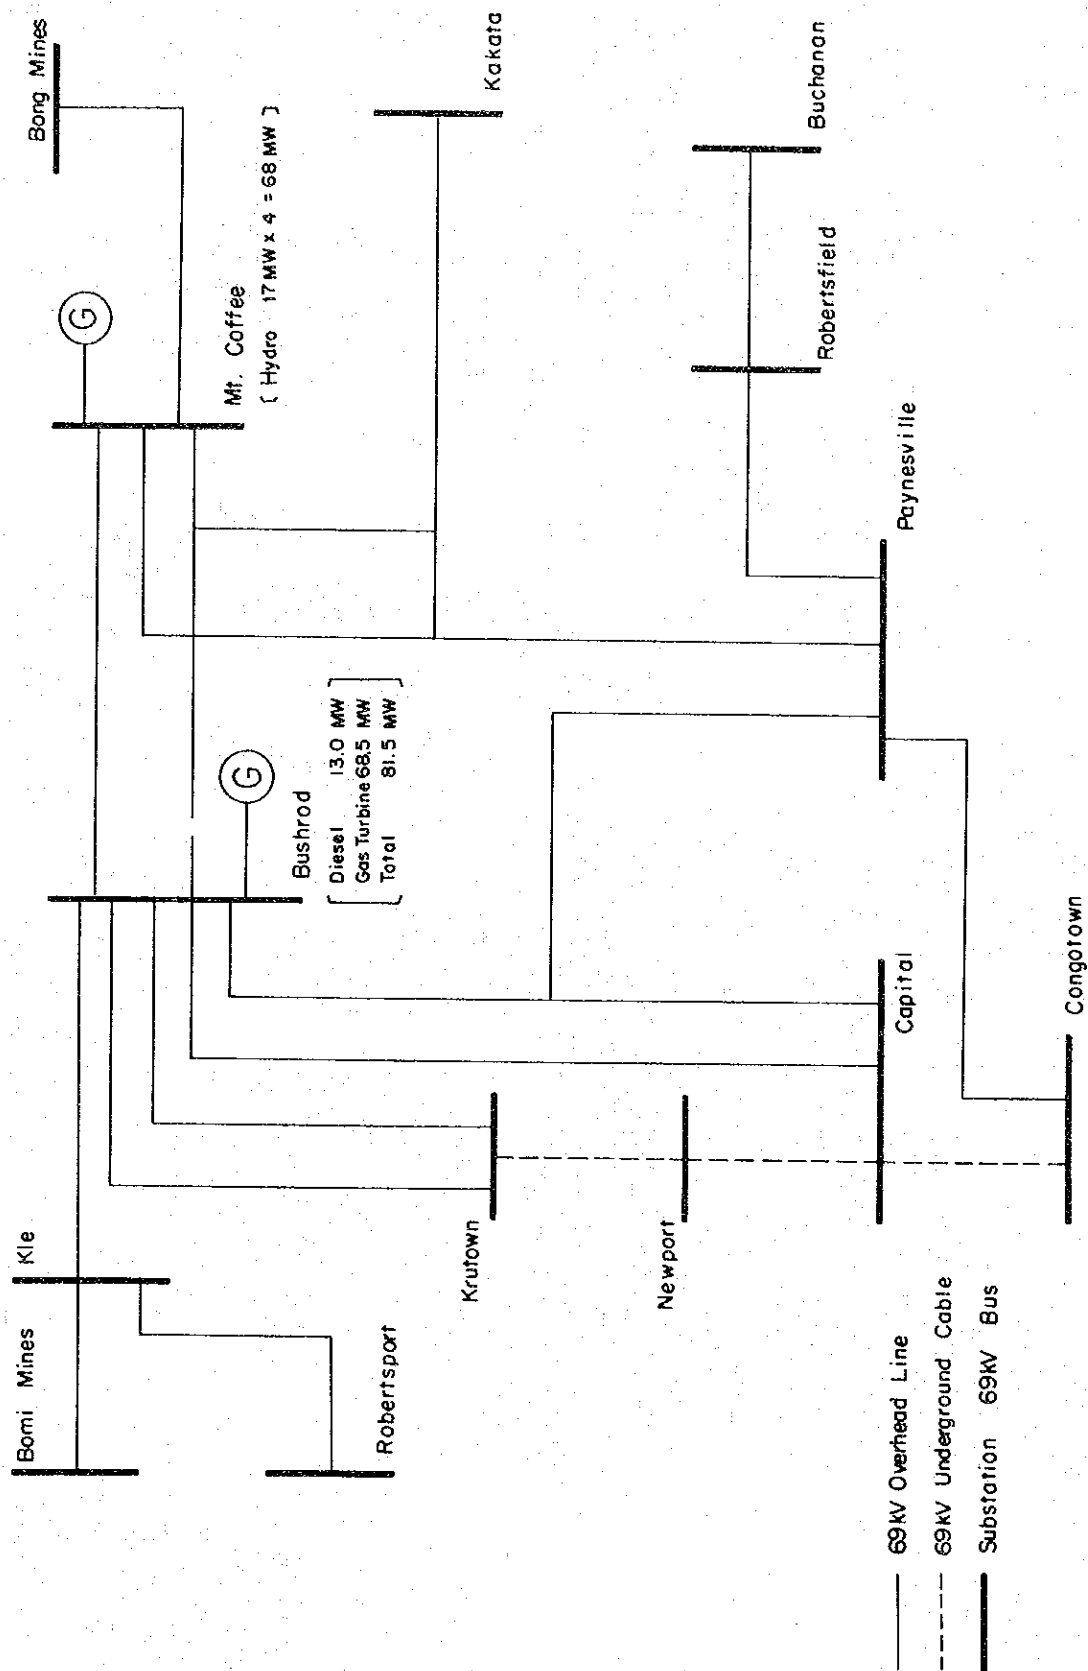 Bomi Mines
Kle
Bong Mines
G
Mt. Coffee
( Hydro 17MW x 4 = 68 MW )
G
Bushrod
Diesel 13.0 MW
Gas Turbine 68.5 MW
Total 81.5 MW
Kakata
Robertsport
Krutown
Newport
Capital
Paynesville
Robertsfield
Buchanan
Congotown
69kV Overhead Line
69kV Underground Cable
Substation 69kV Bus